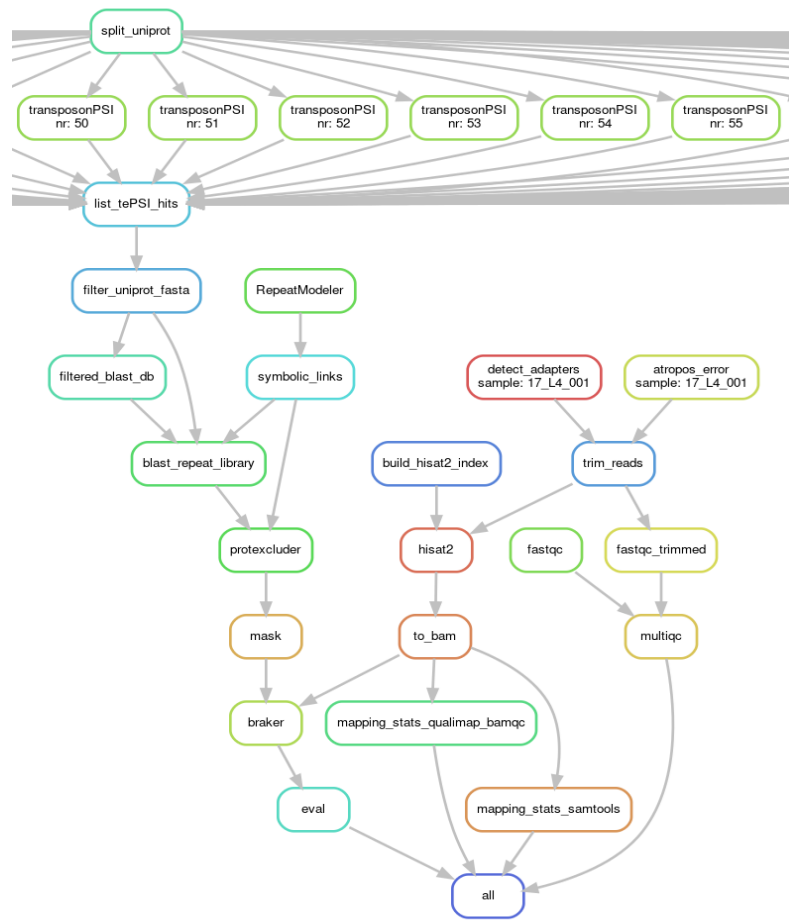 split_uniprot
transposonPSI
nr: 50
transposonPSI
nr: 51
transposonPSI
nr: 52
transposonPSI
nr: 53
transposonPSI
nr: 54
transposonPSI
nr: 55
list_tePSI_hits
filter_uniprot_fasta
RepeatModeler
filtered_blast_db
symbolic_links
detect_adapters
sample: 17_L4_001
atropos_error
sample: 17_L4_001
blast_repeat_library
build_hisat2_index
trim_reads
protexcluder
hisat2
fastqc
fastqc_trimmed
mask
to_bam
multiqc
braker
mapping_stats_qualimap_bamqc
eval
mapping_stats_samtools
all